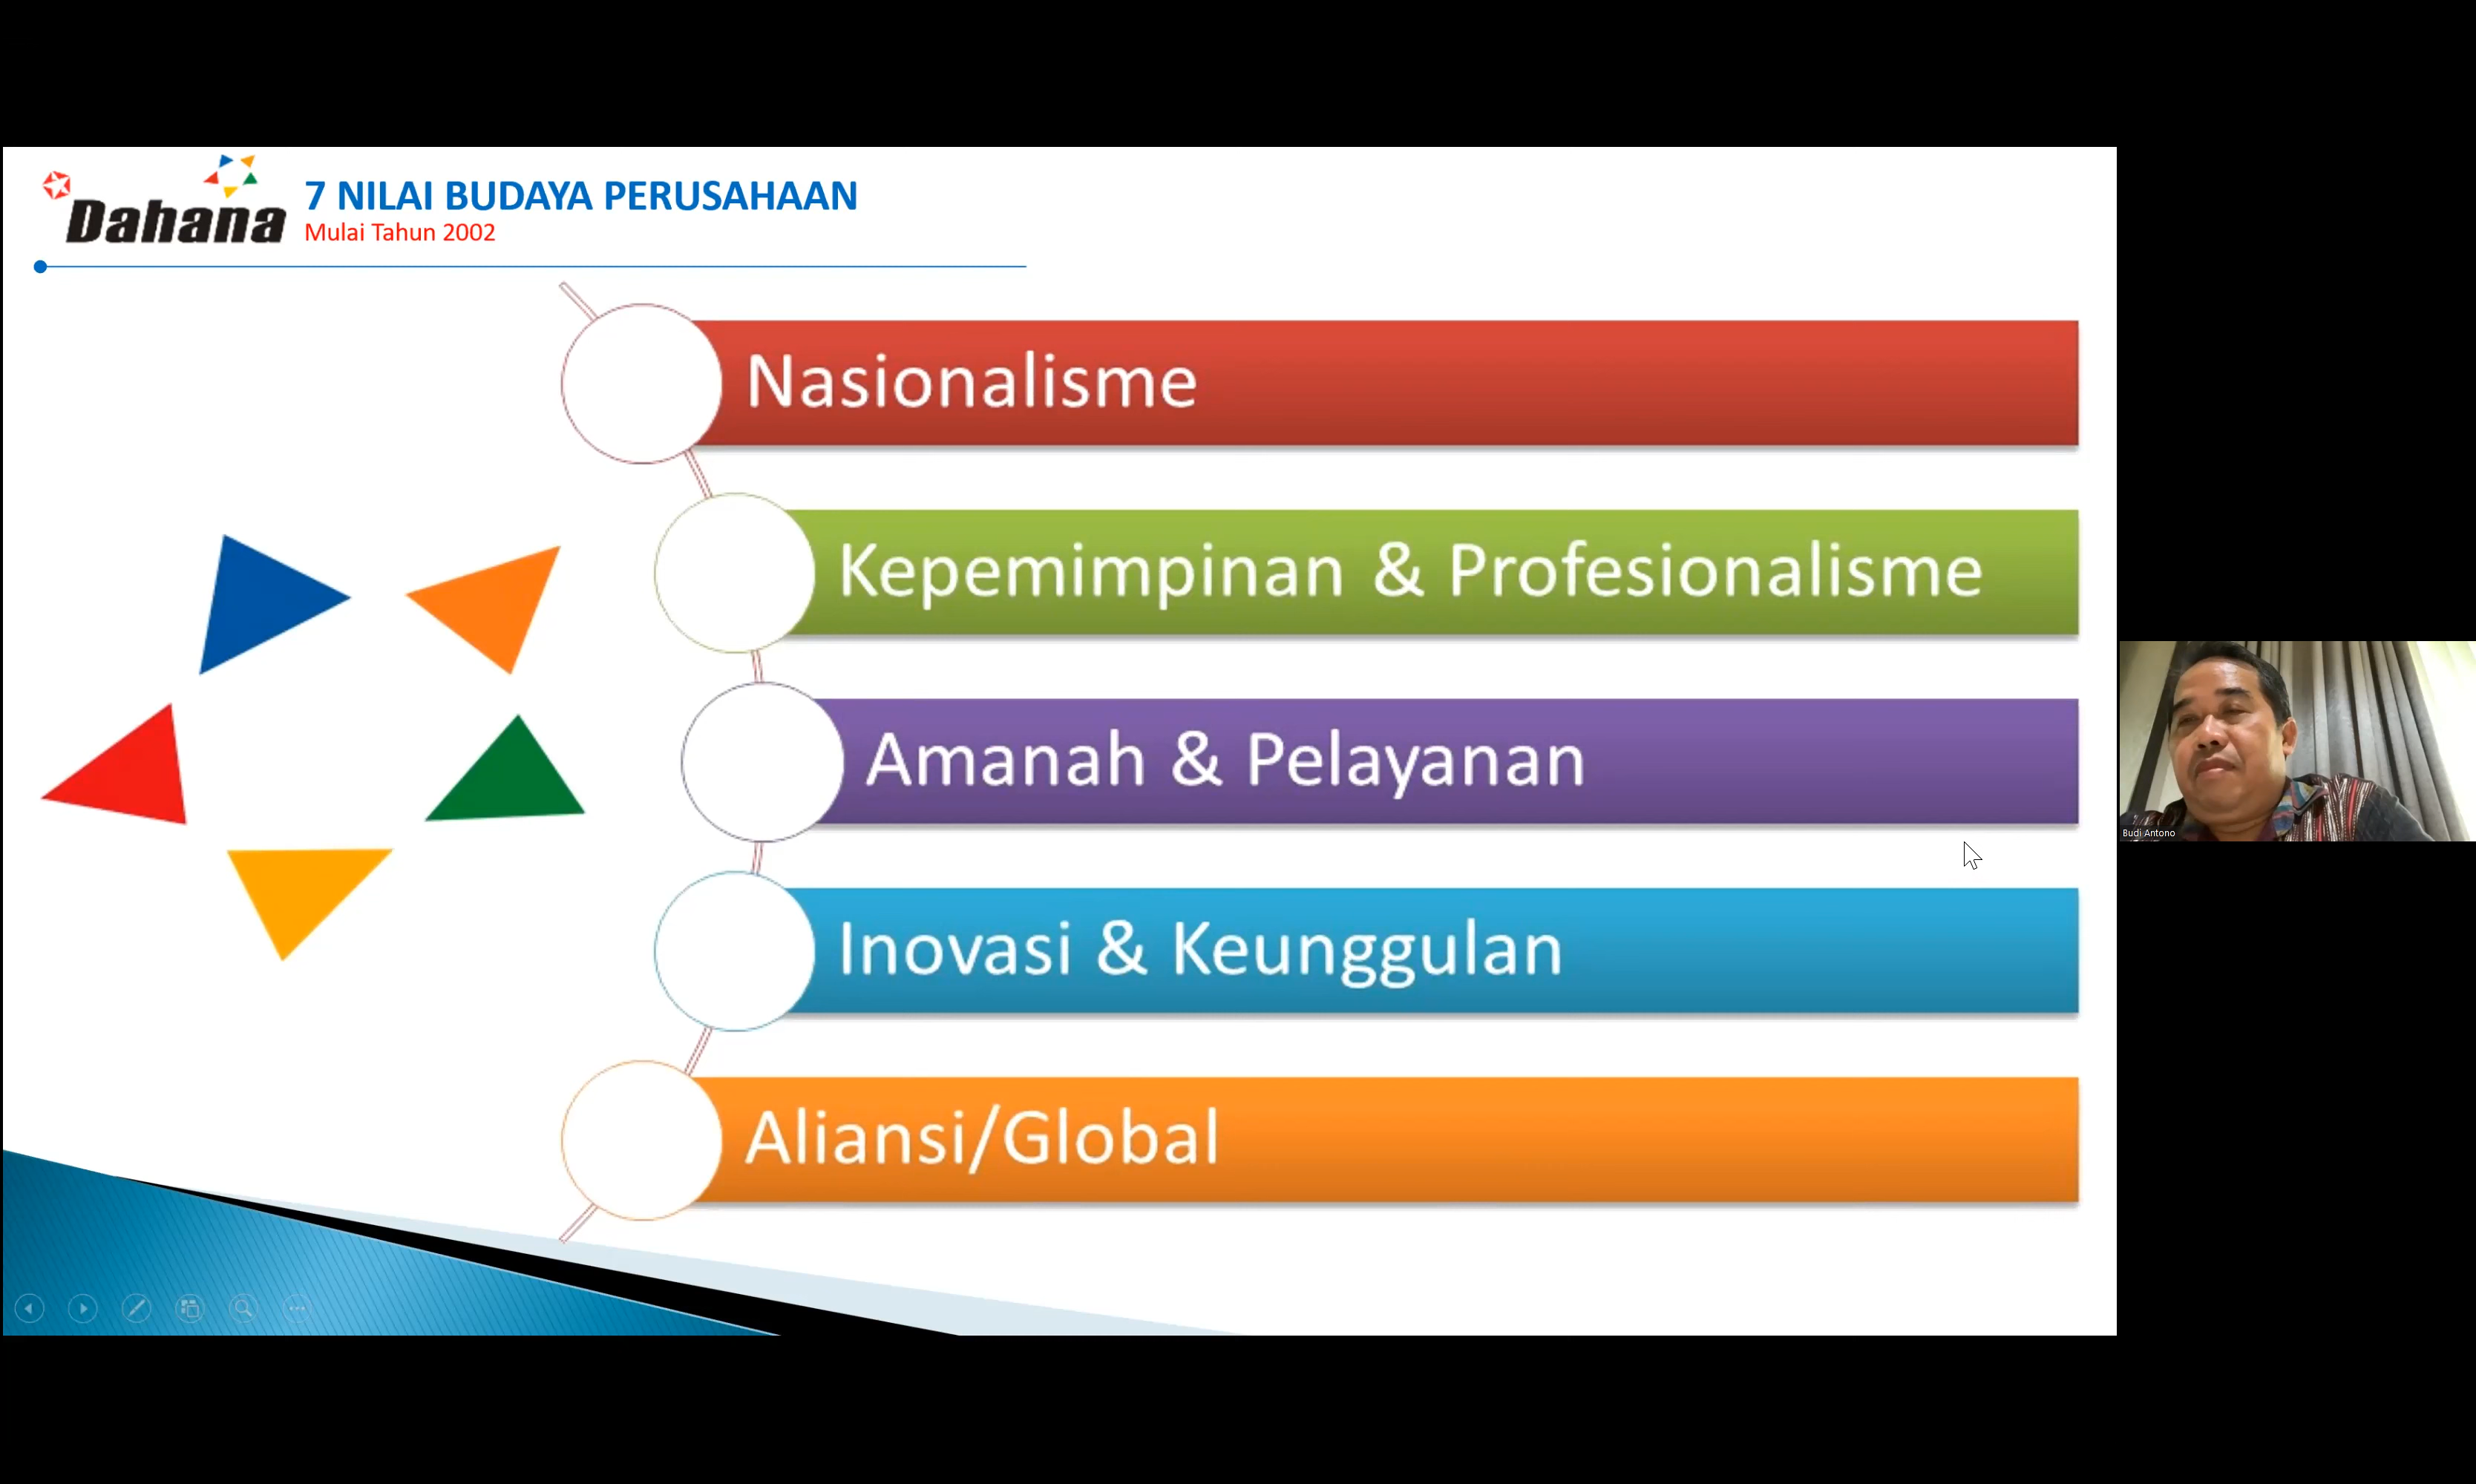 Dahana
7 NILAI BUDAYA PERUSAHAAN
Mulai Tahun 2002
Nasionalisme
Kepemimpinan & Profesionalisme
Amanah & Pelayanan
Inovasi & Keunggulan
Aliansi/Global
Budi Antono